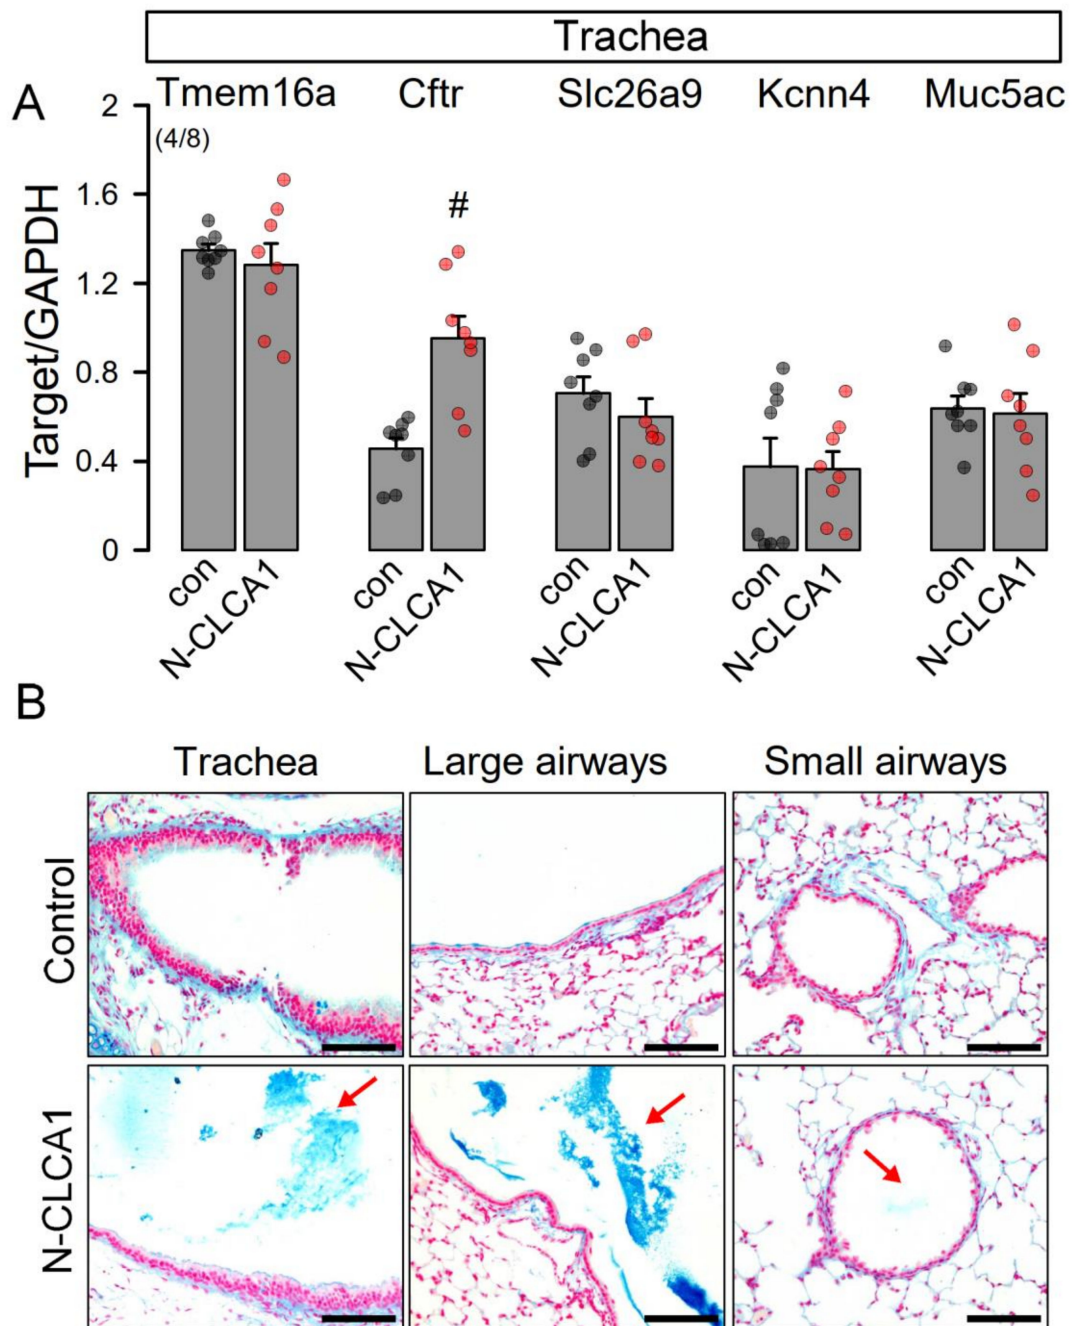 Trachea
A
Tmem16a Cftr Slc26a9 Kcnn4 Muc5ac
(4/8)
Target/GAPDH
2
1.6
1.2
0.8
0.4
0
#
con N-CLCA1 con N-CLCA1 con N-CLCA1 con N-CLCA1 con N-CLCA1
B
Trachea Large airways Small airways
Control
N-CLCA1